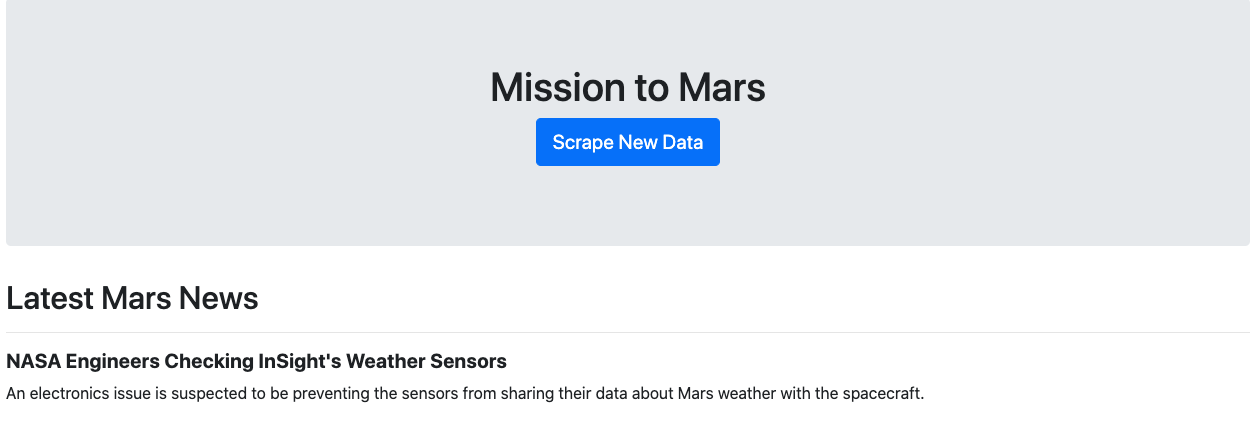 Mission to Mars
Scrape New Data
Latest Mars News
NASA Engineers Checking InSight's Weather Sensors
An electronics issue is suspected to be preventing the sensors from sharing their data about Mars weather with the spacecraft.